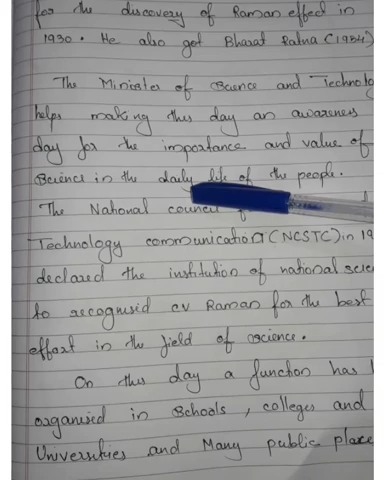 for the discovery of Raman effect in
1930. He also got Bharat Ratna (1954)
The Minister of Science and Technolo
helps making this day an awareness
day for the importance and value of
Science in the daily life of the people.
The National council
Technology communication (NCSTC) in 19
declared the institution of national scie
to recognised cv Raman for the best
effort in the field of science.
On this day a function has
organised in Schools, colleges and
Universities and Many public place